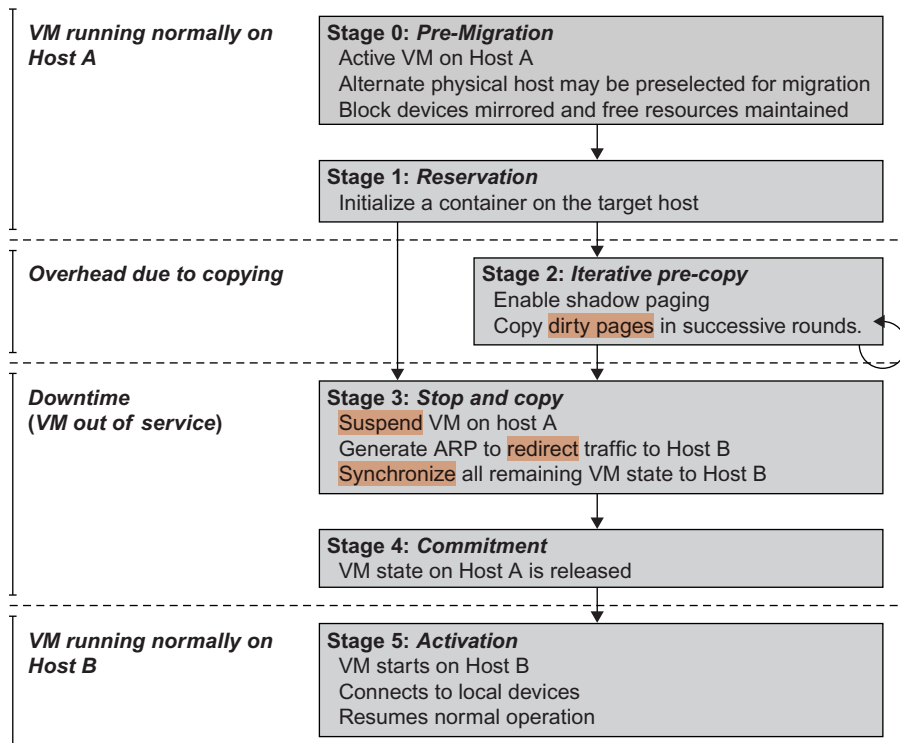 VM running normally on
Host A
Stage 0: Pre-Migration
Active VM on Host A
Alternate physical host may be preselected for migration
Block devices mirrored and free resources maintained
Stage 1: Reservation
Initialize a container on the target host
Overhead due to copying
Stage 2: Iterative pre-copy
Enable shadow paging
Copy dirty pages in successive rounds.
Downtime
(VM out of service)
Stage 3: Stop and copy
Suspend VM on host A
Generate ARP to redirect traffic to Host B
Synchronize all remaining VM state to Host B
Stage 4: Commitment
VM state on Host A is released
VM running normally on
Host B
Stage 5: Activation
VM starts on Host B
Connects to local devices
Resumes normal operation